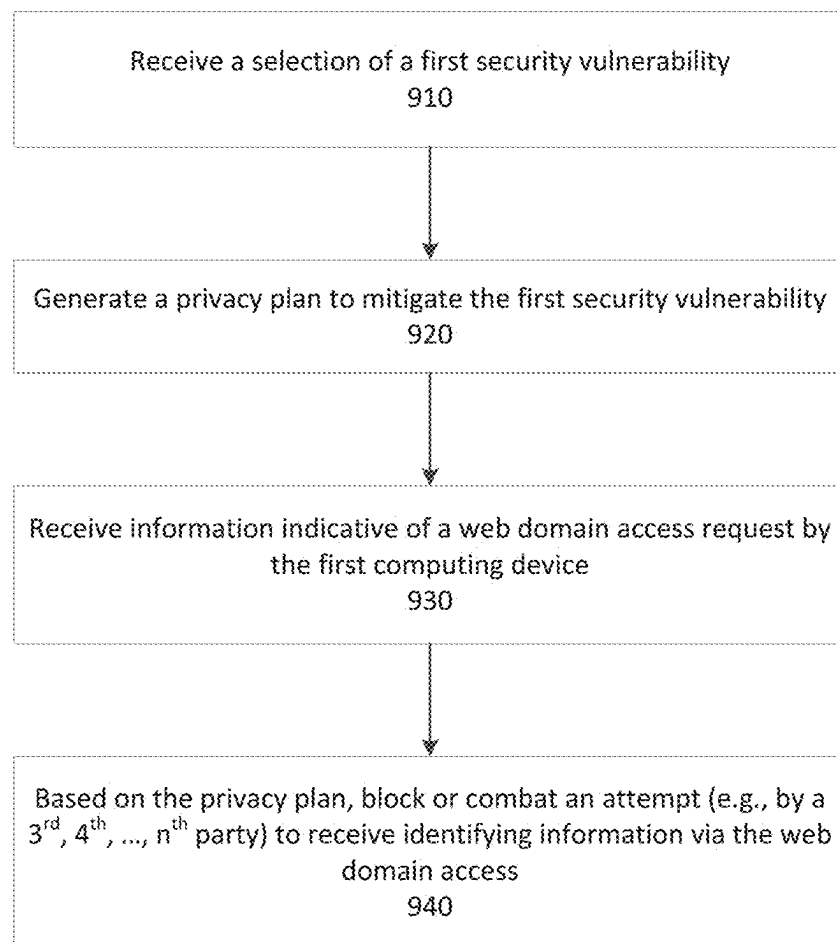 Receive a selection of a first security vulnerability
910
Generate a privacy plan to mitigate the first security vulnerability
920
Receive information indicative of a web domain access request by
the first computing device
930
Based on the privacy plan, block or combat an attempt (e.g., by a
3rd, 4th, ..., nth party) to receive identifying information via the web
domain access
940